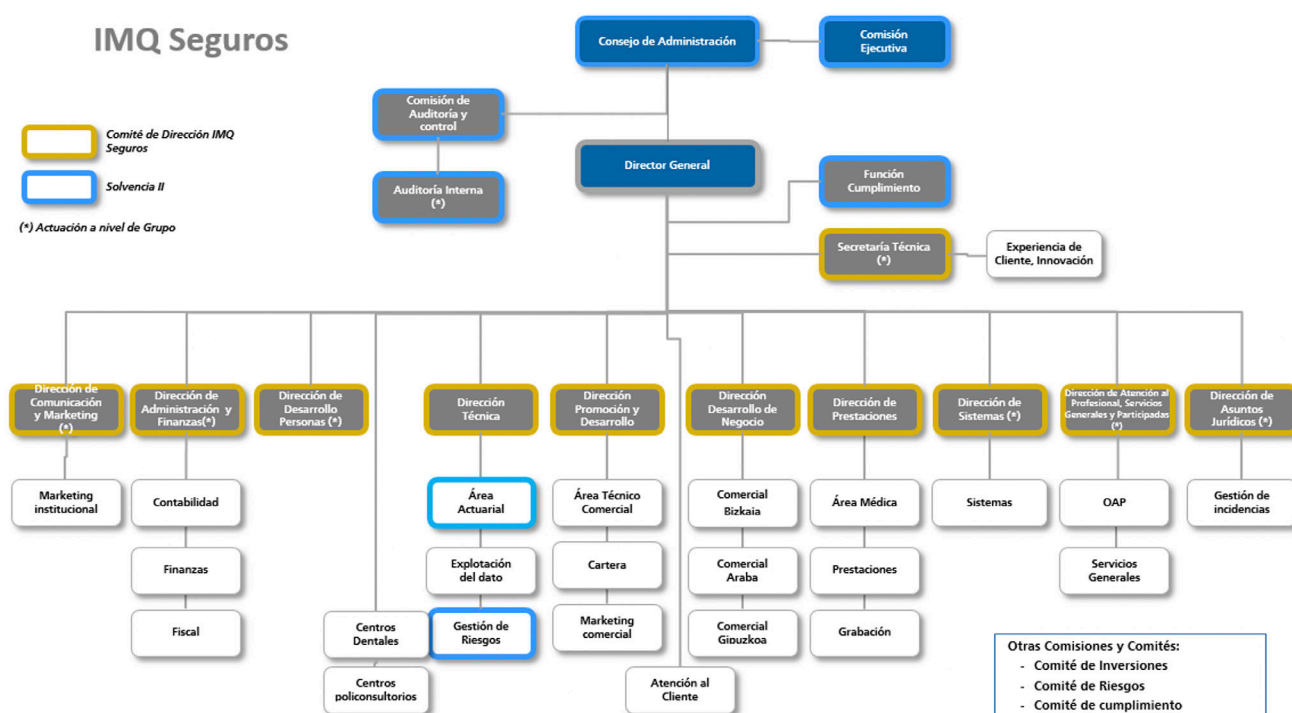 IMQ Seguros
Consejo de Administración
Comisión
Ejecutiva
Comisión de
Auditoría y
control
Comité de Dirección IMQ
Seguros
Director General
Solvencia II
Auditoría Interna
(*)
Función
Cumplimiento
(*) Actuación a nivel de Grupo
Secretaría Técnica
(*)
Experiencia de
Cliente, Innovación
Dirección de
Comunicación
y Marketing
(*)
Dirección de
Administración y
Finanzas(*)
Dirección de
Desarrollo
Personas (*)
Dirección
Técnica
Dirección
Promoción y
Desarrollo
Dirección
Desarrollo de
Negocio
Dirección de
Prestaciones
Dirección de
Sistemas (*)
Dirección de Atención al
Profesional, Servicios
Generales y Participadas
(*)
Dirección de
Asuntos
Jurídicos (*)
Marketing
institucional
Contabilidad
Área
Actuarial
Área Técnico
Comercial
Comercial
Bizkaia
Área Médica
Sistemas
OAP
Gestión de
incidencias
Finanzas
Explotación
del dato
Cartera
Comercial
Araba
Prestaciones
Servicios
Generales
Fiscal
Centros
Dentales
Gestión de
Riesgos
Marketing
comercial
Comercial
Gipuzkoa
Grabación
Centros
policonsultorios
Atención al
Cliente
Otras Comisiones y Comités:
- Comité de Inversiones
- Comité de Riesgos
- Comité de cumplimiento